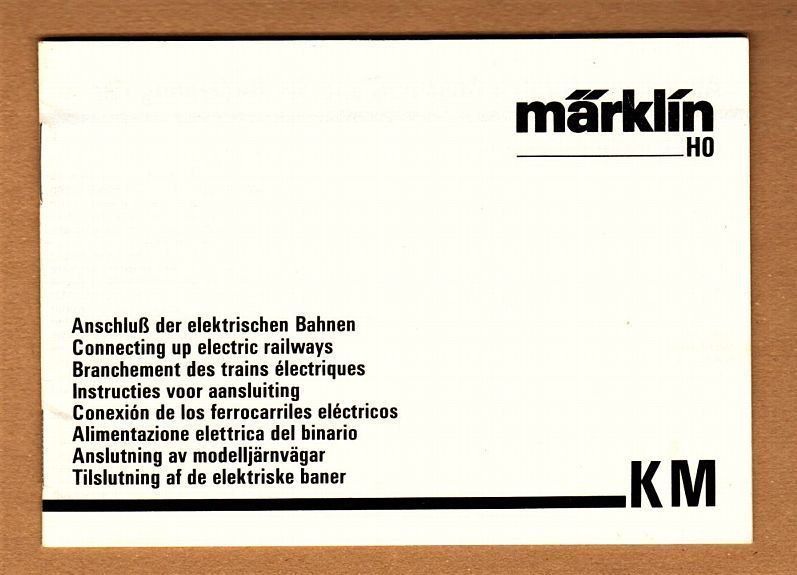 märklin
HO
Anschluß der elektrischen Bahnen
Connecting up electric railways
Branchement des trains électriques
Instructies voor aansluiting
Conexión de los ferrocarriles eléctricos
Alimentazione elettrica del binario
Anslutning av modelljärnvägar
Tilslutning af de elektriske baner
KM